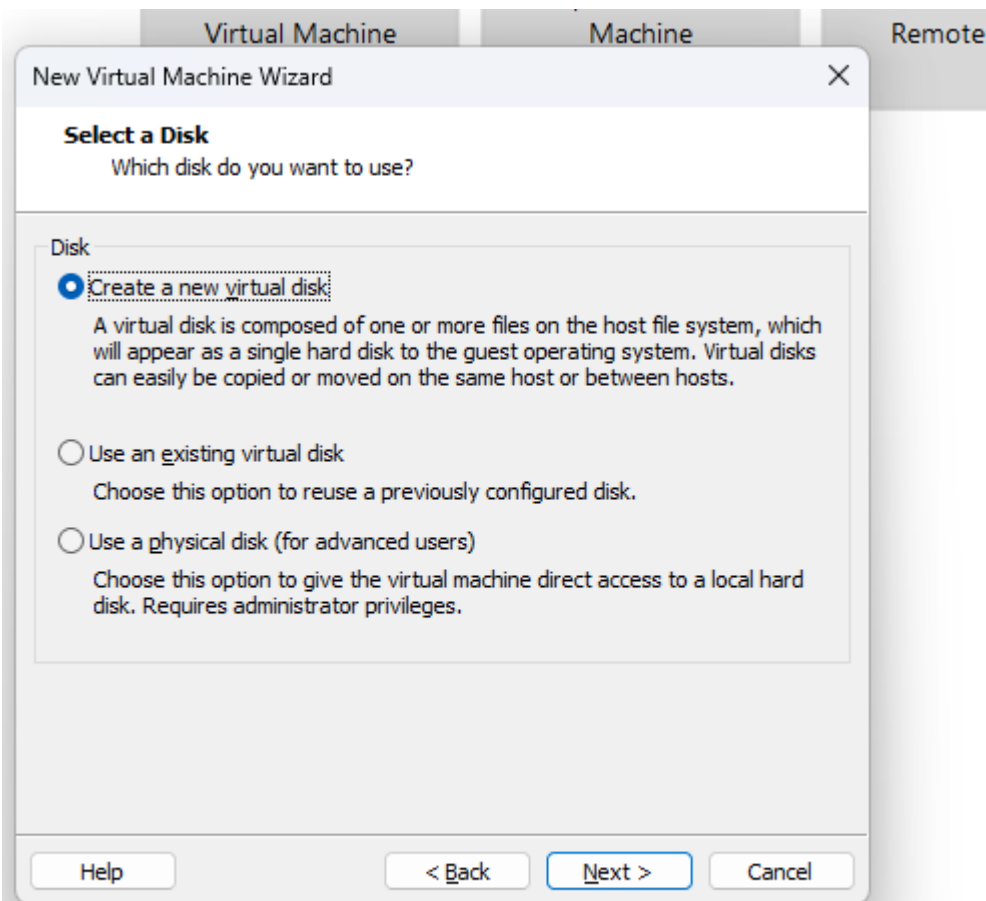 Virtual Machine
Machine
Remote
New Virtual Machine Wizard
Select a Disk
Which disk do you want to use?
Disk
Create a new virtual disk
A virtual disk is composed of one or more files on the host file system, which
will appear as a single hard disk to the guest operating system. Virtual disks
can easily be copied or moved on the same host or between hosts.
Use an existing virtual disk
Choose this option to reuse a previously configured disk.
Use a physical disk (for advanced users)
Choose this option to give the virtual machine direct access to a local hard
disk. Requires administrator privileges.
Help
< Back
Next >
Cancel